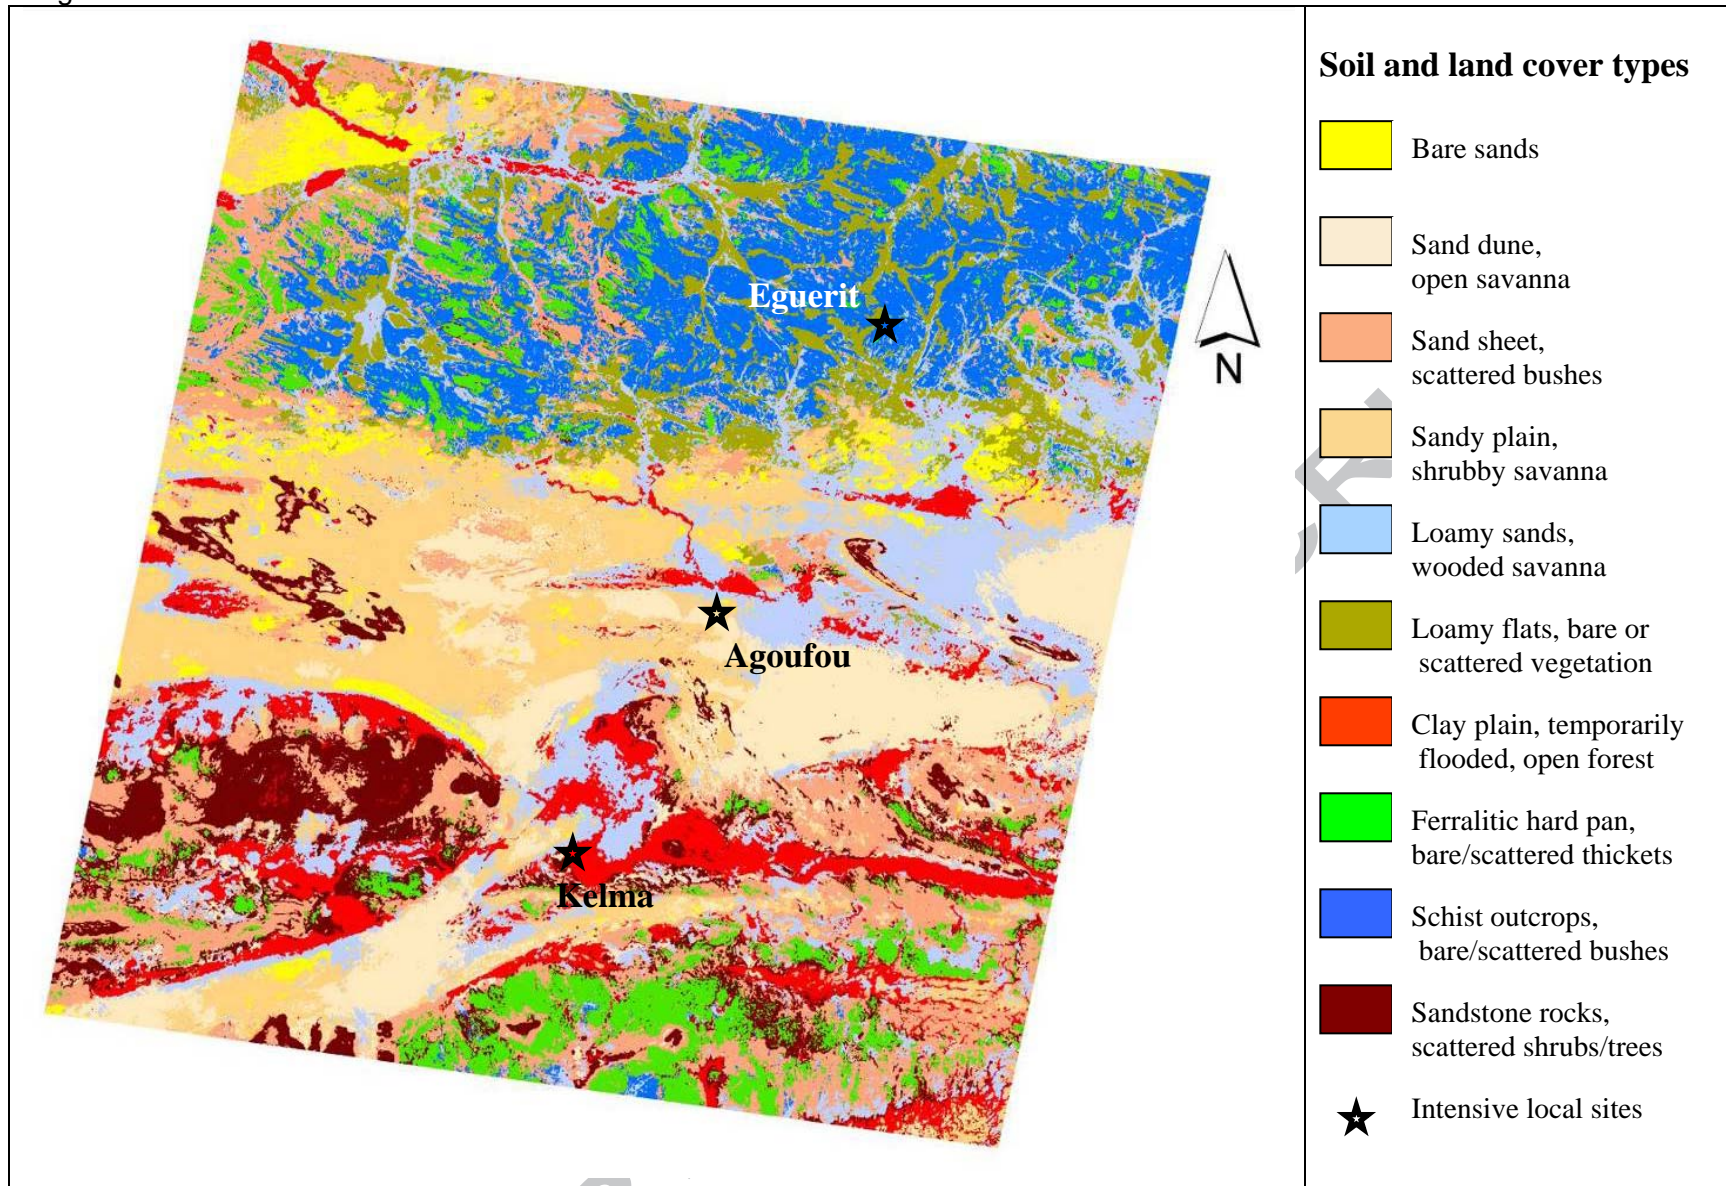 Soil and land cover types
Bare sands
Sand dune,
open savanna
Sand sheet,
scattered bushes
Sandy plain,
shrubby savanna
Loamy sands,
wooded savanna
Loamy flats, bare or
scattered vegetation
Clay plain, temporarily
flooded, open forest
Ferralitic hard pan,
bare/scattered thickets
Schist outcrops,
bare/scattered bushes
Sandstone rocks,
scattered shrubs/trees
Intensive local sites
Eguerit
N
Agoufou
Kelma